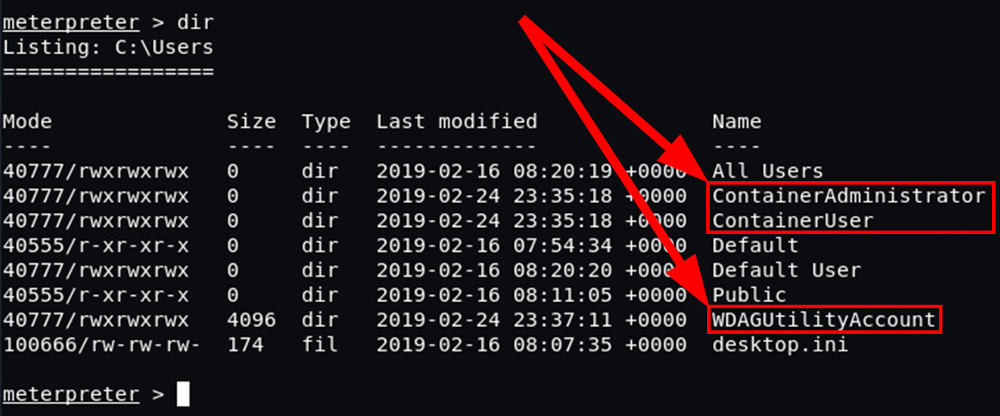 meterpreter > dir
Listing: C:\Users
=================
Mode Size Type Last modified Name
---- ---- ---- ------------- ----
40777/rwxrwxrwx 0 dir 2019-02-16 08:20:19 +0000 All Users
40777/rwxrwxrwx 0 dir 2019-02-24 23:35:18 +0000 ContainerAdministrator
40777/rwxrwxrwx 0 dir 2019-02-24 23:35:18 +0000 ContainerUser
40555/r-xr-xr-x 0 dir 2019-02-16 07:54:34 +0000 Default
40777/rwxrwxrwx 0 dir 2019-02-16 08:20:20 +0000 Default User
40555/r-xr-xr-x 0 dir 2019-02-16 08:11:05 +0000 Public
40777/rwxrwxrwx 4096 dir 2019-02-24 23:37:11 +0000 WDAGUtilityAccount
100666/rw-rw-rw- 174 fil 2019-02-16 08:07:35 +0000 desktop.ini
meterpreter >